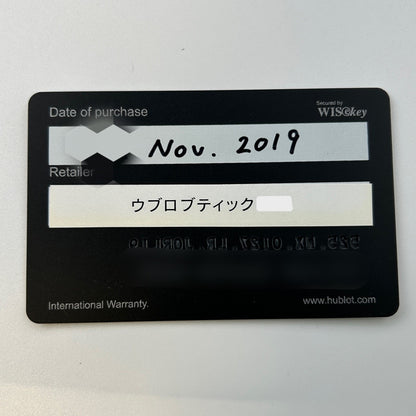 Secured by
Date of purchase WISekey
Nov. 2019
Retailer
ウブロブティック
International Warranty. www.hublot.com